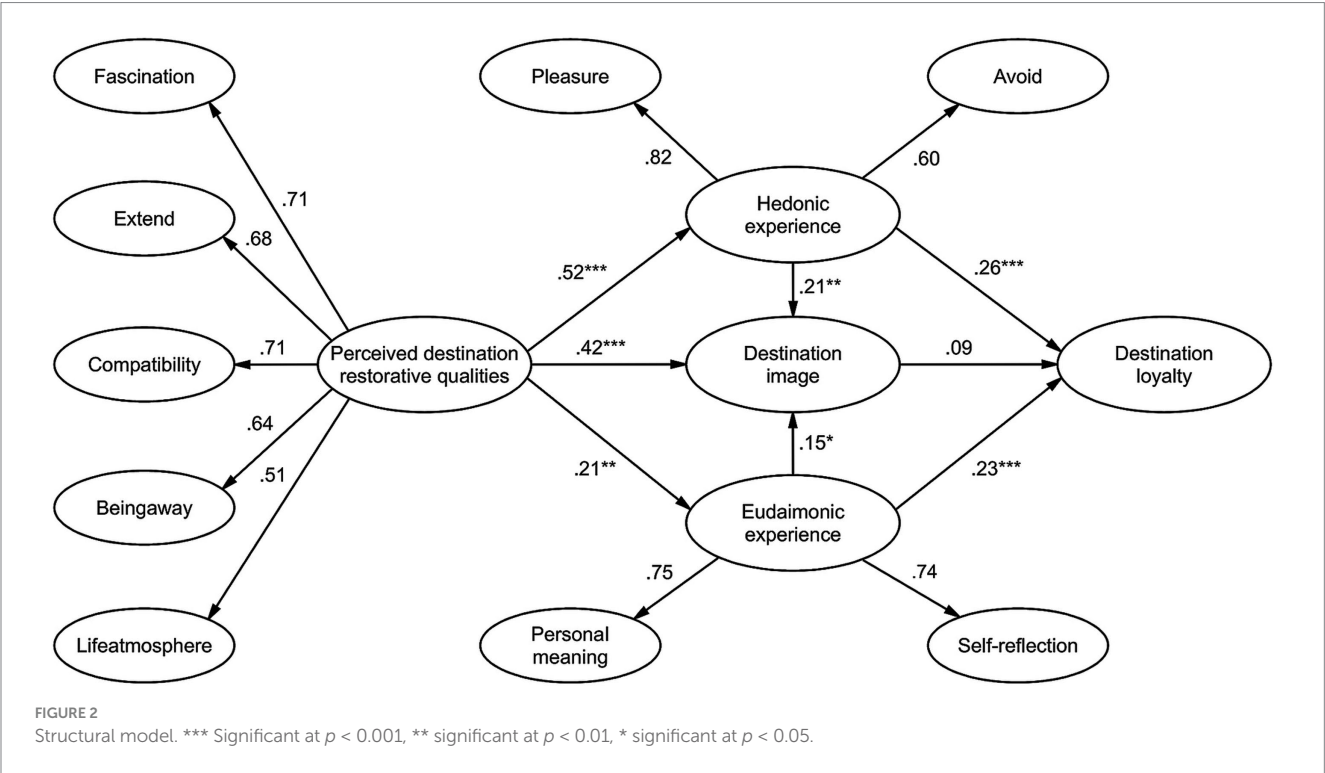 Fascination
Pleasure
Avoid
.82
.60
.71
Extend
Hedonic
experience
.68
.52***
.26***
.21**
Compatibility
.71
Perceived destination
restorative qualities
.42***
Destination
image
.09
Destination
loyalty
.64
.15*
.51
.21**
.23***
Beingaway
Eudaimonic
experience
.75
.74
Lifeatmosphere
Personal
meaning
Self-reflection
FIGURE 2
Structural model. *** Significant at p < 0.001, ** significant at p < 0.01, * significant at p < 0.05.